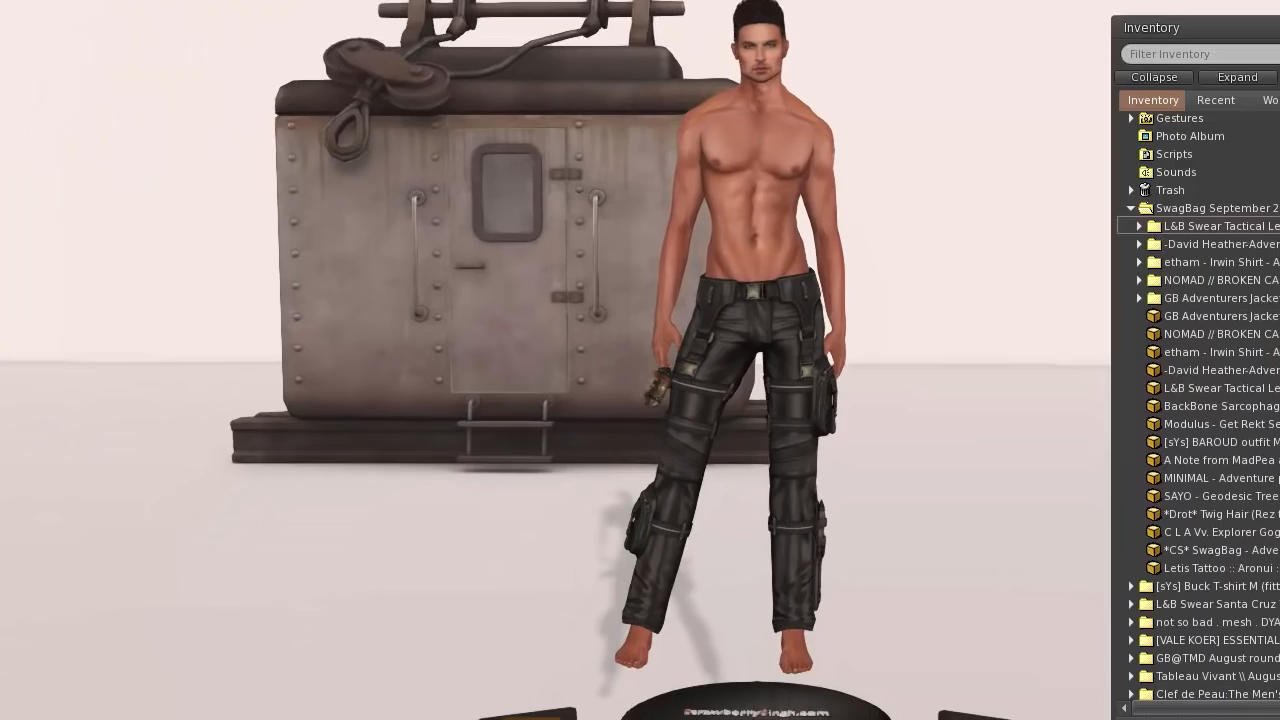 Inventory
Filter Inventory
Collapse Expand
Inventory Recent Wo
Gestures
Photo Album
Scripts
Sounds
Trash
SwagBag September 2
L&B Swear Tactical Le
-David Heather-Adver
etham - Irwin Shirt - A
NOMAD // BROKEN CA
GB Adventurers Jacke
GB Adventurers Jacke
NOMAD // BROKEN CA
etham - Irwin Shirt - A
-David Heather-Adver
L&B Swear Tactical Le
BackBone Sarcophag
Modulus - Get Rekt Se
[sYs] BAROUD outfit M
A Note from MadPea
MINIMAL - Adventure
SAYO - Geodesic Tree
*Drot* Twig Hair (Rez
C L A Vv. Explorer Gog
*CS* SwagBag - Adve
Letis Tattoo :: Aronui :
[sYs] Buck T-shirt M (fitt
L&B Swear Santa Cruz
not so bad . mesh . DYA
[VALE KOER] ESSENTIAL
GB@TMD August round
Tableau Vivant \\ Augus
Clef de Peau:The Men's
strawberrysingh.com